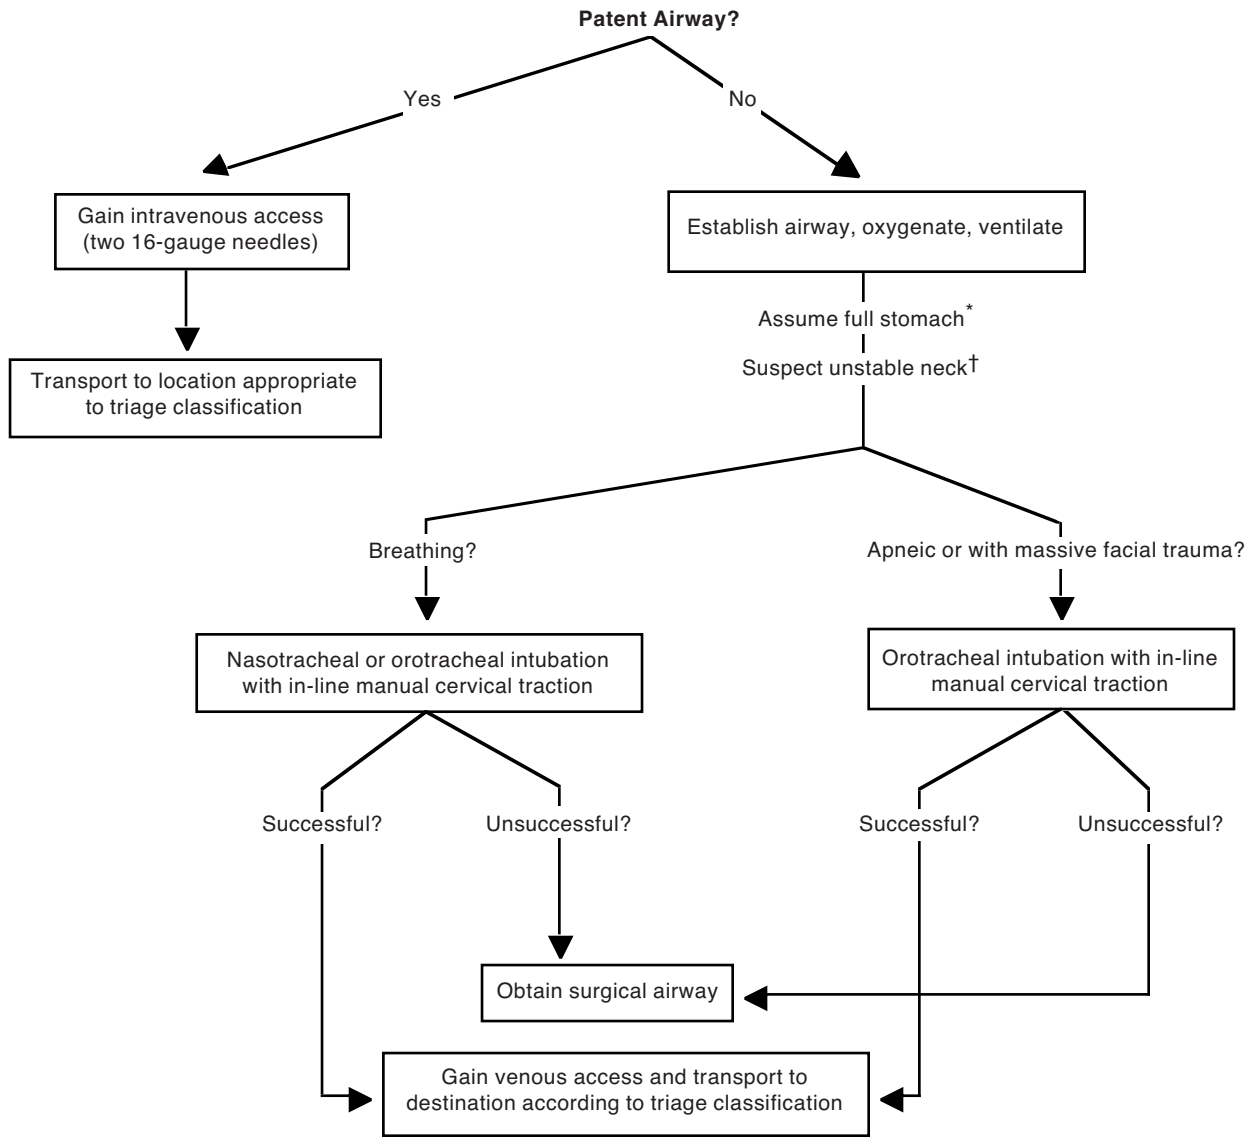 Patent Airway?
Yes
No
Gain intravenous access
(two 16-gauge needles)
Establish airway, oxygenate, ventilate
Assume full stomach*
Suspect unstable neck†
Transport to location appropriate
to triage classification
Breathing?
Apneic or with massive facial trauma?
Nasotracheal or orotracheal intubation
with in-line manual cervical traction
Orotracheal intubation with in-line
manual cervical traction
Successful?
Unsuccessful?
Successful?
Unsuccessful?
Obtain surgical airway
Gain venous access and transport to
destination according to triage classification